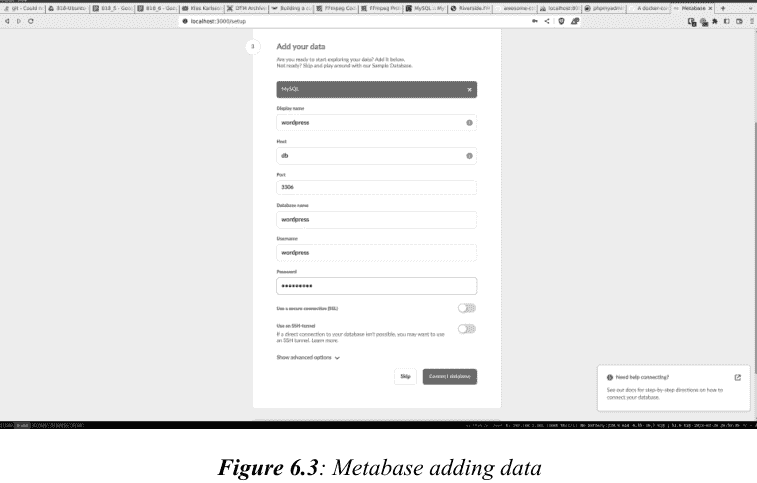 localhost:3000/setup
3
Add your data
Are you ready to start exploring your data? Add it below.
Not ready? Skip and play around with our Sample Database.
MySQL
Display name
wordpress
Host
db
Port
3306
Database name
wordpress
Username
wordpress
Password
•••••••••
Use a secure connection (SSL)
Use an SSH-tunnel
If a direct connection to your database isn't possible, you may want to use
an SSH tunnel. Learn more.
Show advanced options
Skip
Connect database
Need help connecting?
See our docs for step-by-step directions on how to
connect your database.
Figure 6.3: Metabase adding data